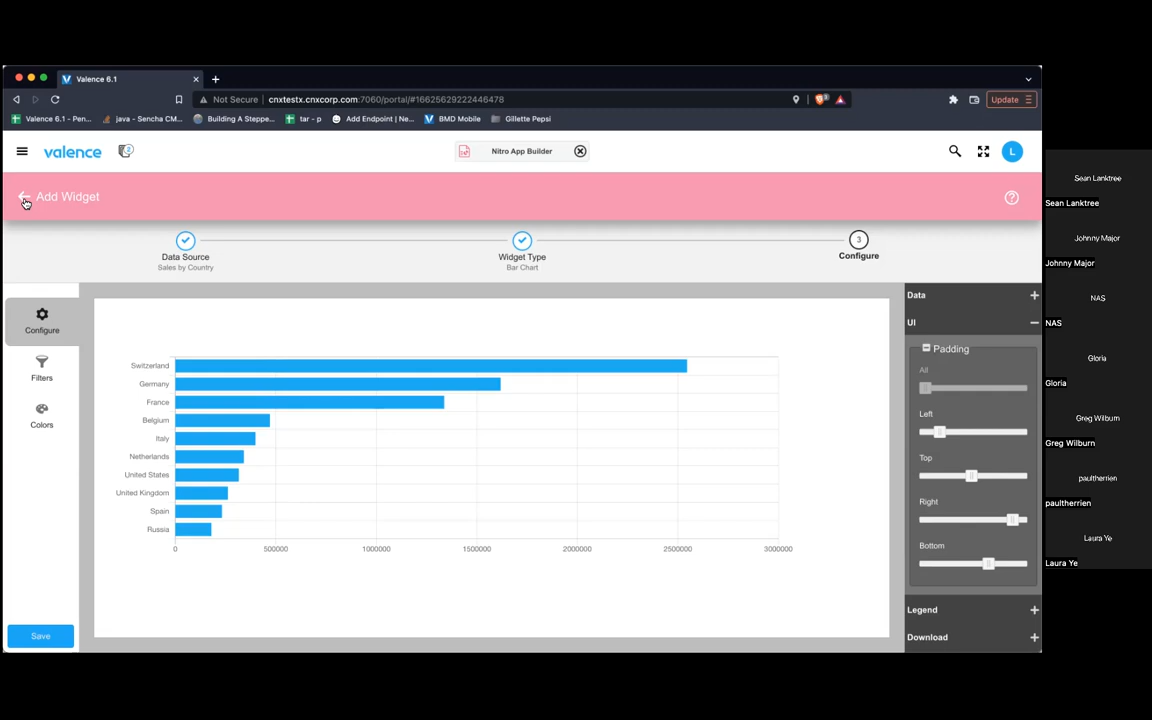 Valence 6.1
Not Secure | cnxtestx.cnxcorp.com:7060/portal/#16625629222446478
Update
Valence 6.1 - Pen...
java - Sencha CM...
Building A Steppe...
tar - p
Add Endpoint | Ne...
BMD Mobile
Gillette Pepsi
valence
2
Nitro App Builder
L
Add Widget
3
Data Source
Sales by Country
Widget Type
Bar Chart
Configure
Configure
Filters
Colors
Save
Switzerland
Germany
France
Belgium
Italy
Netherlands
United States
United Kingdom
Spain
Russia
0
500000
1000000
1500000
2000000
2500000
3000000
Data
UI
Padding
All
Left
Top
Right
Bottom
Legend
Download
Sean Lanktree
Sean Lanktree
Johnny Major
Johnny Major
NAS
NAS
Gloria
Gloria
Greg Wilburn
Greg Wilburn
paultherrien
paultherrien
Laura Ye
Laura Ye